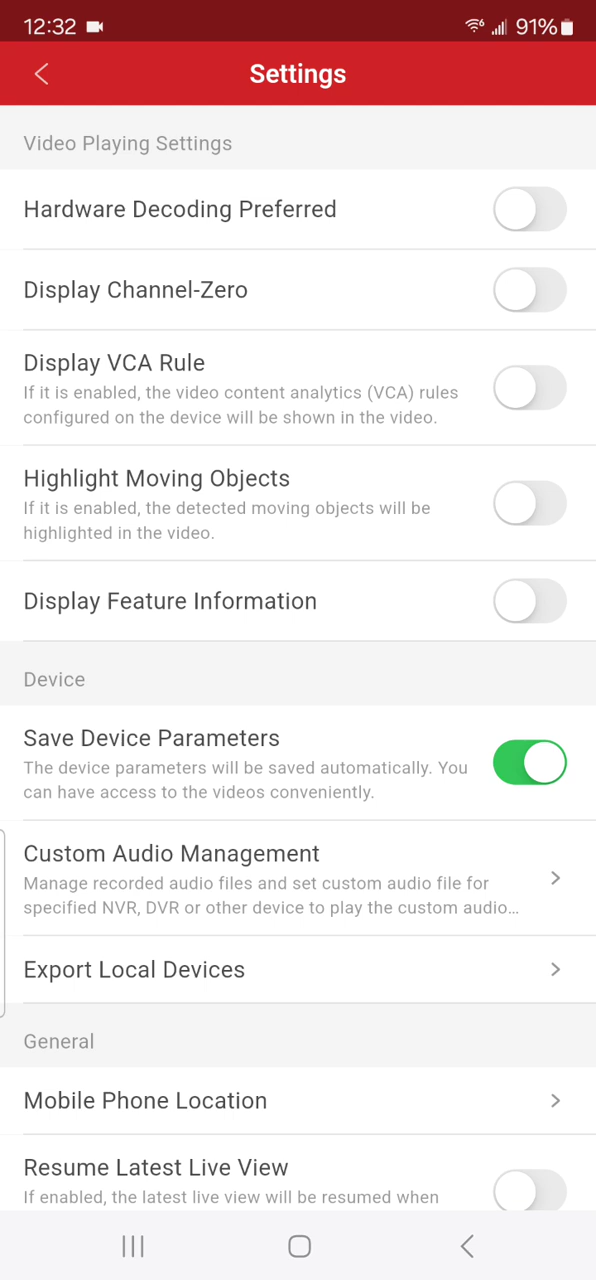 12:32
6
91%
Settings
Video Playing Settings
Hardware Decoding Preferred
Display Channel-Zero
Display VCA Rule
If it is enabled, the video content analytics (VCA) rules
configured on the device will be shown in the video.
Highlight Moving Objects
If it is enabled, the detected moving objects will be
highlighted in the video.
Display Feature Information
Device
Save Device Parameters
The device parameters will be saved automatically. You
can have access to the videos conveniently.
Custom Audio Management
Manage recorded audio files and set custom audio file for
specified NVR, DVR or other device to play the custom audio...
Export Local Devices
General
Mobile Phone Location
Resume Latest Live View
If enabled, the latest live view will be resumed when